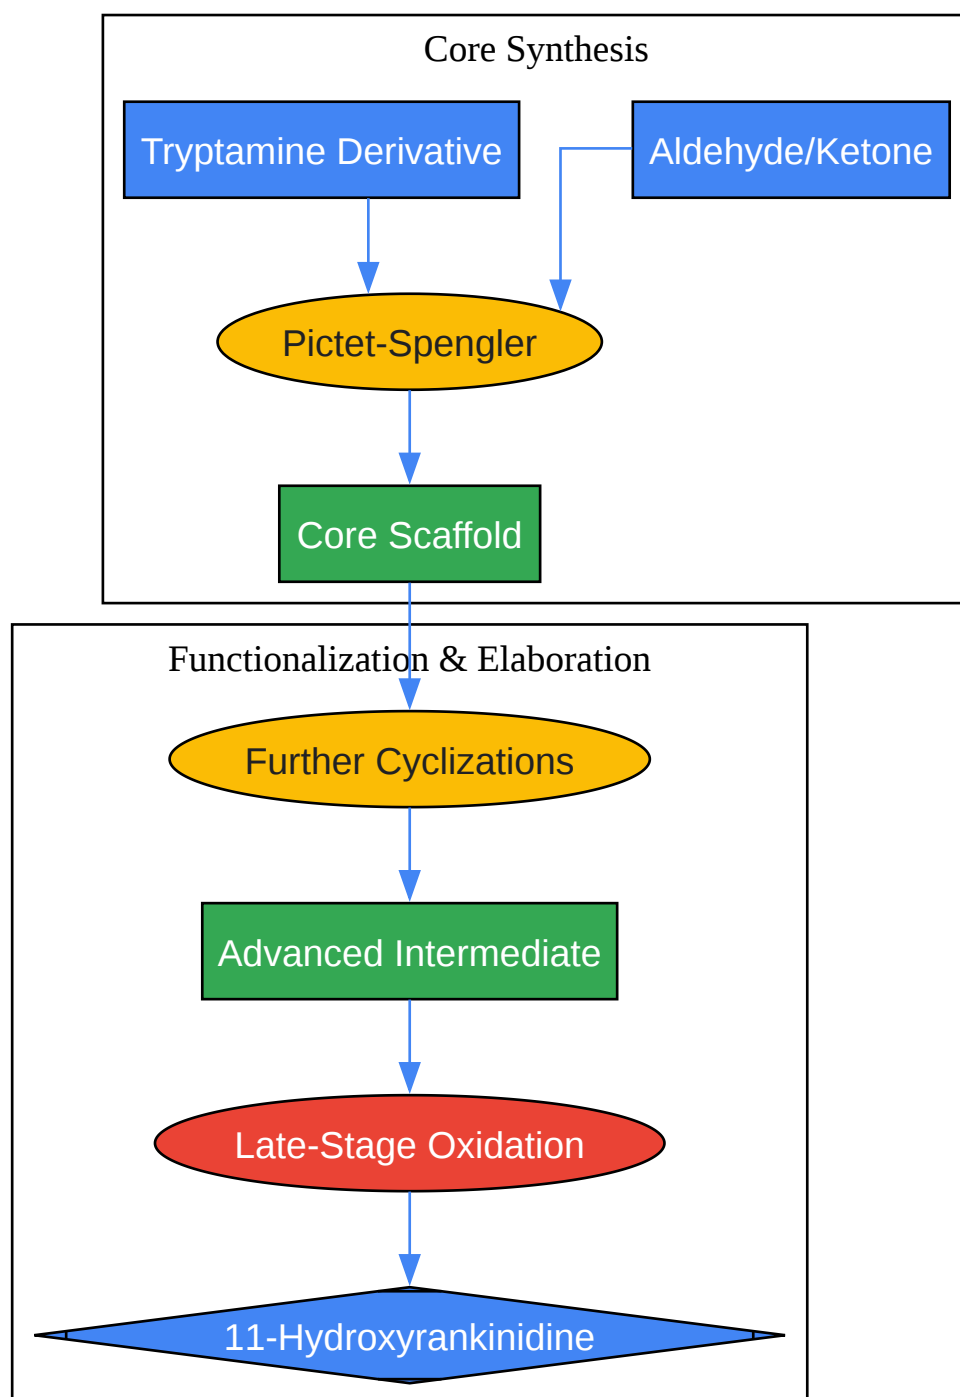 Core Synthesis
Tryptamine Derivative
Aldehyde/Ketone
Pictet-Spengler
Core Scaffold
Functionalization & Elaboration
Further Cyclizations
Advanced Intermediate
Late-Stage Oxidation
11-Hydroxyrankinidine